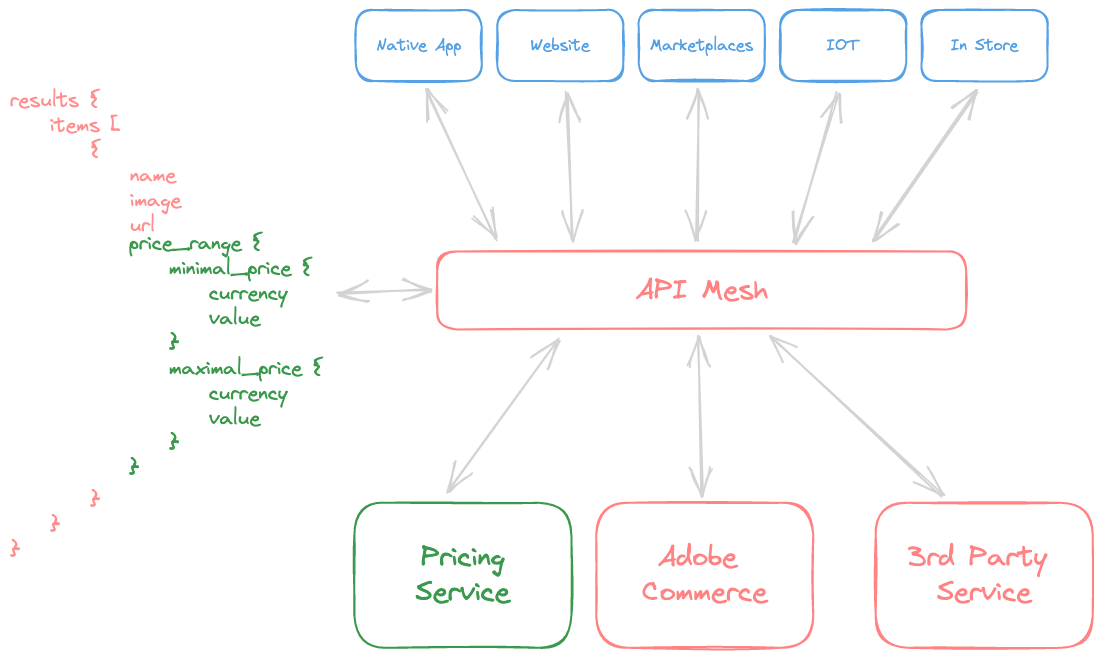 Native App
Website
Marketplaces
IOT
In Store
results {
items [
{
name
image
url
price_range {
minimal_price {
currency
value
}
maximal_price {
currency
value
}
}
}
}
}
API Mesh
Pricing
Service
Adobe
Commerce
3rd Party
Service